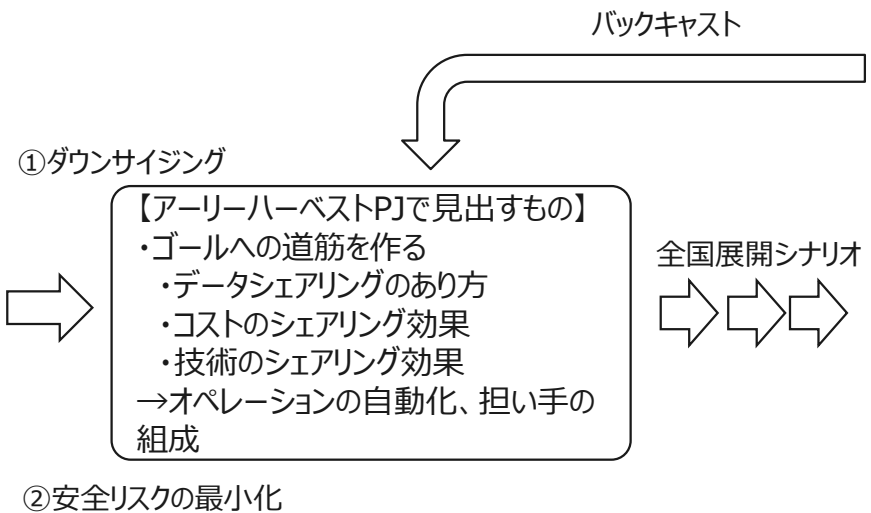 バックキャスト
①ダウンサイジング
【アーリーハーベストPJで見出すもの】
・ゴールへの道筋を作る
・データシェアリングのあり方
・コストのシェアリング効果
・技術のシェアリング効果
→オペレーションの自動化、担い手の
組成
全国展開シナリオ
②安全リスクの最小化